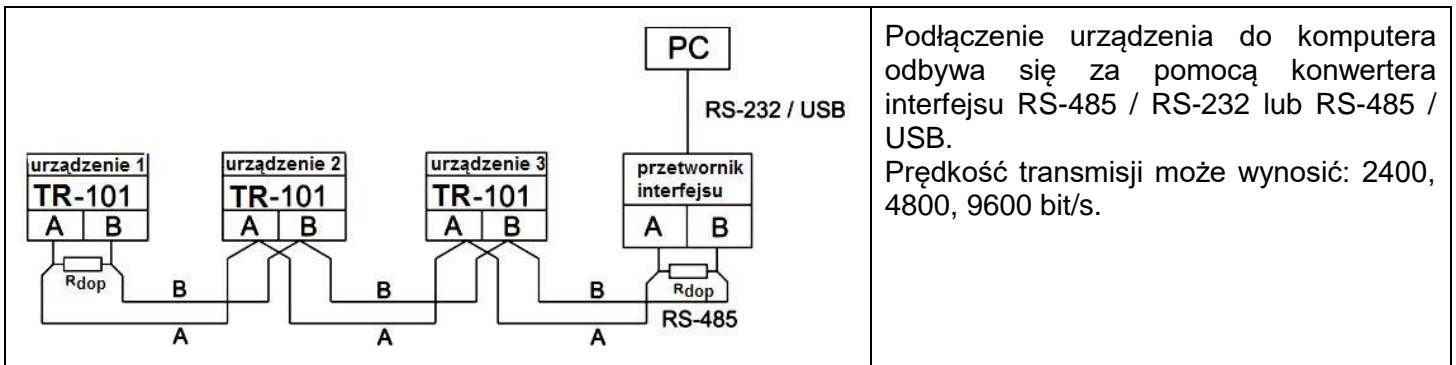 PC
RS-232 / USB
urządzenie 1
TR-101
A B
urządzenie 2
TR-101
A B
urządzenie 3
TR-101
A B
przetwornik
interfejsu
A B
Rdop
B
B
B
Rdop
A
A
A
RS-485
Podłączenie urządzenia do komputera
odbywa się za pomocą konwertera
interfejsu RS-485 / RS-232 lub RS-485 /
USB.
Prędkość transmisji może wynosić: 2400,
4800, 9600 bit/s.